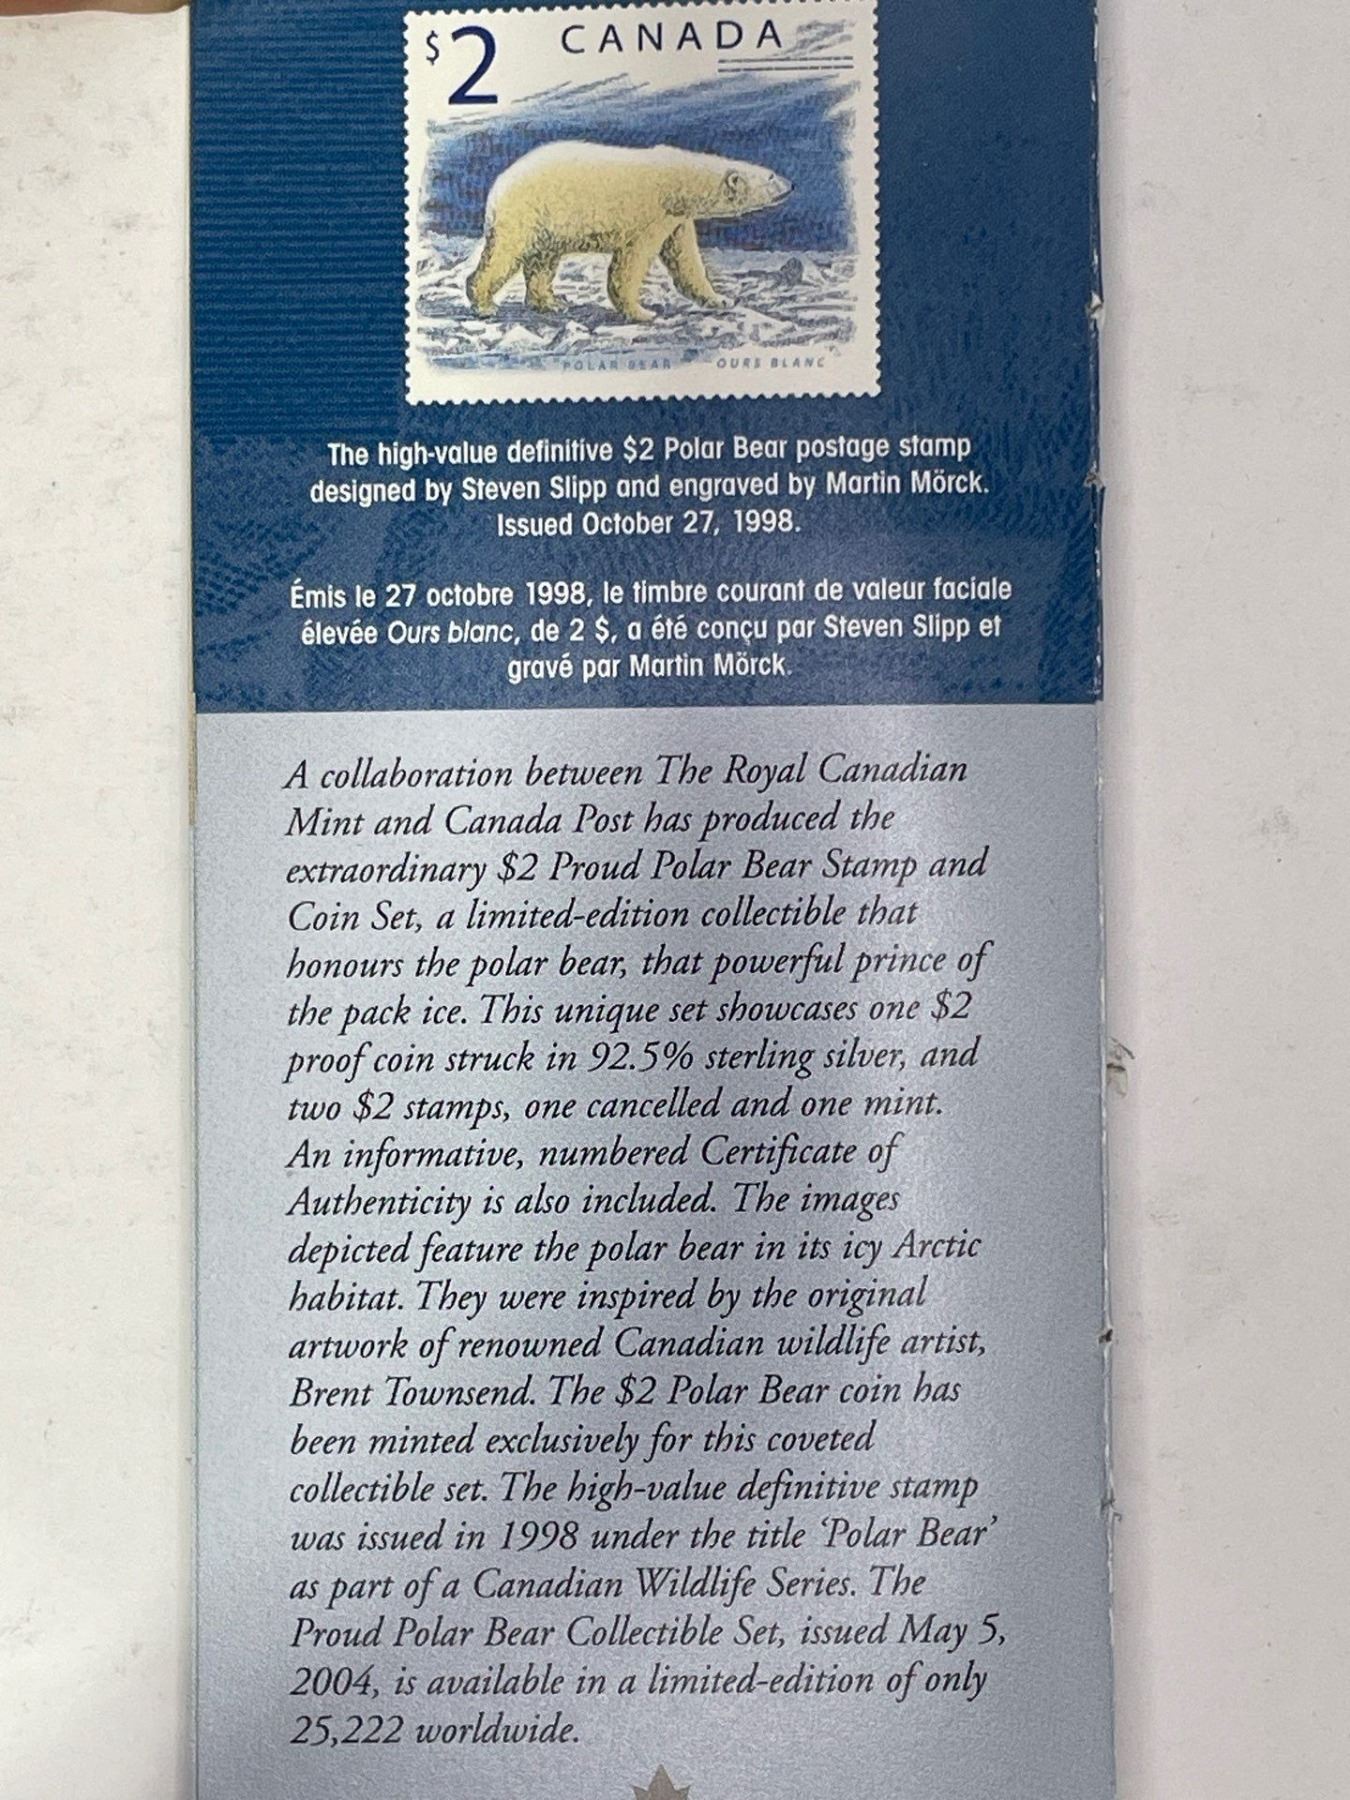 $2 CANADA
POLAR BEAR OURS BLANC
The high-value definitive $2 Polar Bear postage stamp
designed by Steven Slipp and engraved by Martin Mörck.
Issued October 27, 1998.
Émis le 27 octobre 1998, le timbre courant de valeur faciale
élevée Ours blanc, de 2 $, a été conçu par Steven Slipp et
gravé par Martin Mörck.
A collaboration between The Royal Canadian
Mint and Canada Post has produced the
extraordinary $2 Proud Polar Bear Stamp and
Coin Set, a limited-edition collectible that
honours the polar bear, that powerful prince of
the pack ice. This unique set showcases one $2
proof coin struck in 92.5% sterling silver, and
two $2 stamps, one cancelled and one mint.
An informative, numbered Certificate of
Authenticity is also included. The images
depicted feature the polar bear in its icy Arctic
habitat. They were inspired by the original
artwork of renowned Canadian wildlife artist,
Brent Townsend. The $2 Polar Bear coin has
been minted exclusively for this coveted
collectible set. The high-value definitive stamp
was issued in 1998 under the title ‘Polar Bear’
as part of a Canadian Wildlife Series. The
Proud Polar Bear Collectible Set, issued May 5,
2004, is available in a limited-edition of only
25,222 worldwide.